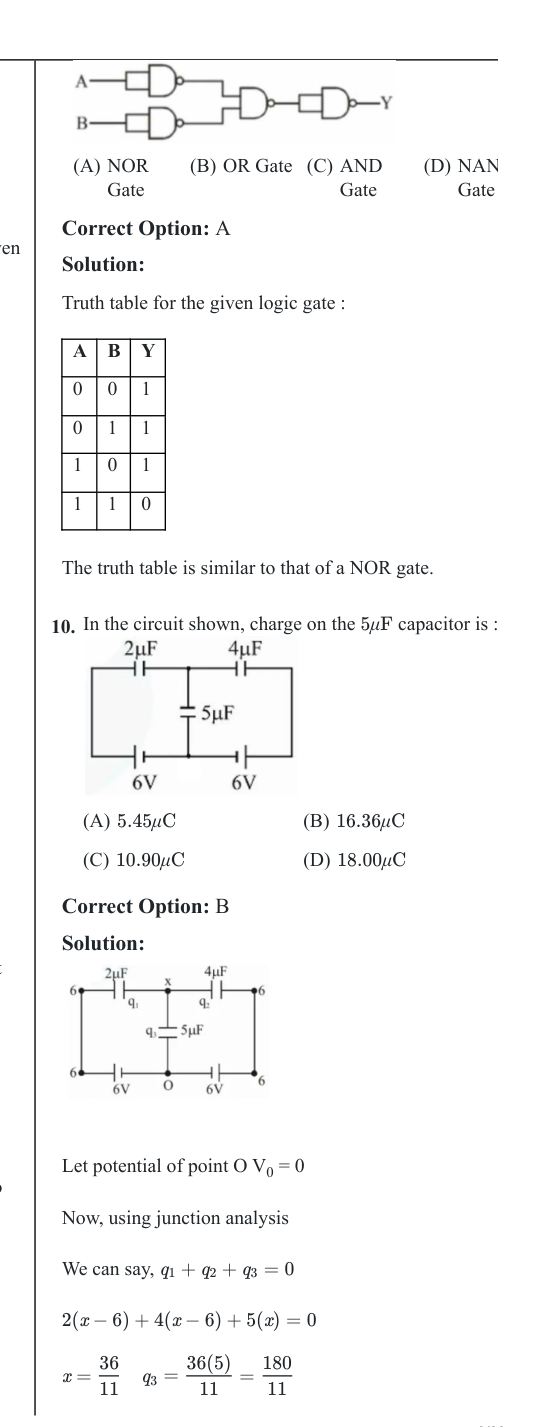 A
B
Y
(A) NOR Gate (B) OR Gate (C) AND Gate (D) NAN Gate
Correct Option: A
ven
Solution:
Truth table for the given logic gate :
A B Y
0 0 1
0 1 1
1 0 1
1 1 0
The truth table is similar to that of a NOR gate.
10. In the circuit shown, charge on the 5μF capacitor is :
2μF 4μF
5μF
6V 6V
(A) 5.45μC (B) 16.36μC
(C) 10.90μC (D) 18.00μC
Correct Option: B
Solution:
2μF 4μF
6 x 6
q₁ q₂
q₃ 5μF
6 6
6V O 6V
Let potential of point O V₀ = 0
Now, using junction analysis
We can say, q₁ + q₂ + q₃ = 0
2(x − 6) + 4(x − 6) + 5(x) = 0
x = 36/11 q₃ = 36(5)/11 = 180/11